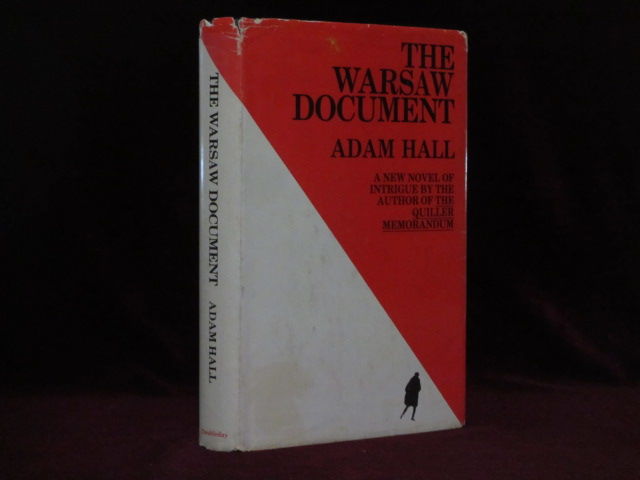 THE WARSAW DOCUMENT
ADAM HALL
Doubleday
THE
WARSAW
DOCUMENT
ADAM HALL
A NEW NOVEL OF
INTRIGUE BY THE
AUTHOR OF THE
QUILLER
MEMORANDUM